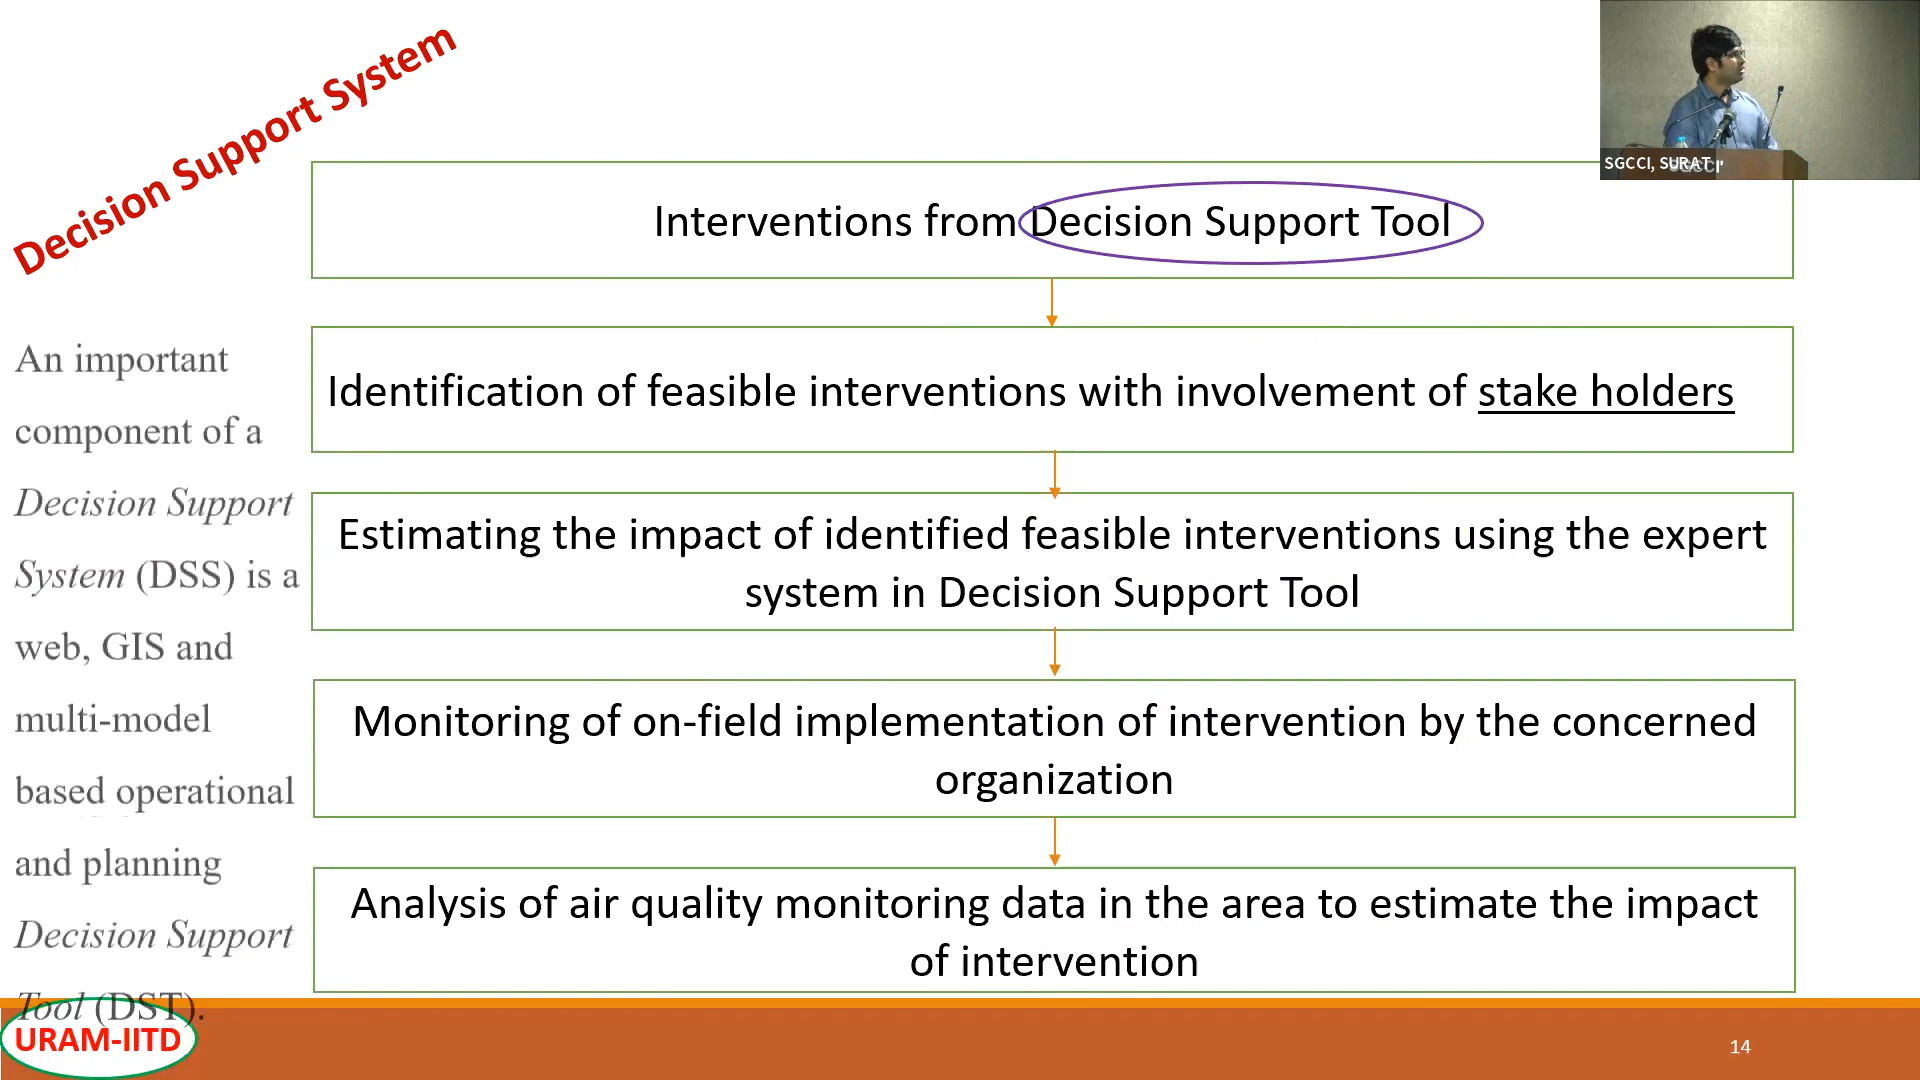 Decision Support System
SGCCI, SURAT
Interventions from Decision Support Tool
Identification of feasible interventions with involvement of stake holders
Estimating the impact of identified feasible interventions using the expert
system in Decision Support Tool
Monitoring of on-field implementation of intervention by the concerned
organization
Analysis of air quality monitoring data in the area to estimate the impact
of intervention
An important
component of a
Decision Support
System (DSS) is a
web, GIS and
multi-model
based operational
and planning
Decision Support
Tool (DST).
URAM-IITD
14